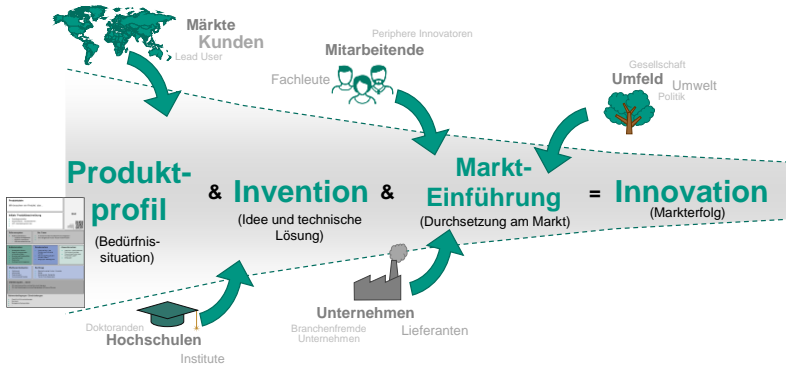 Märkte
Kunden
Lead User
Periphere Innovatoren
Mitarbeitende
Fachleute
Gesellschaft
Umfeld
Umwelt
Politik
Produkt-
profil
(Bedürfnis-
situation)
&
Invention
(Idee und technische
Lösung)
&
Markt-
Einführung
(Durchsetzung am Markt)
=
Innovation
(Markterfolg)
Doktoranden
Hochschulen
Institute
Unternehmen
Branchenfremde
Unternehmen
Lieferanten